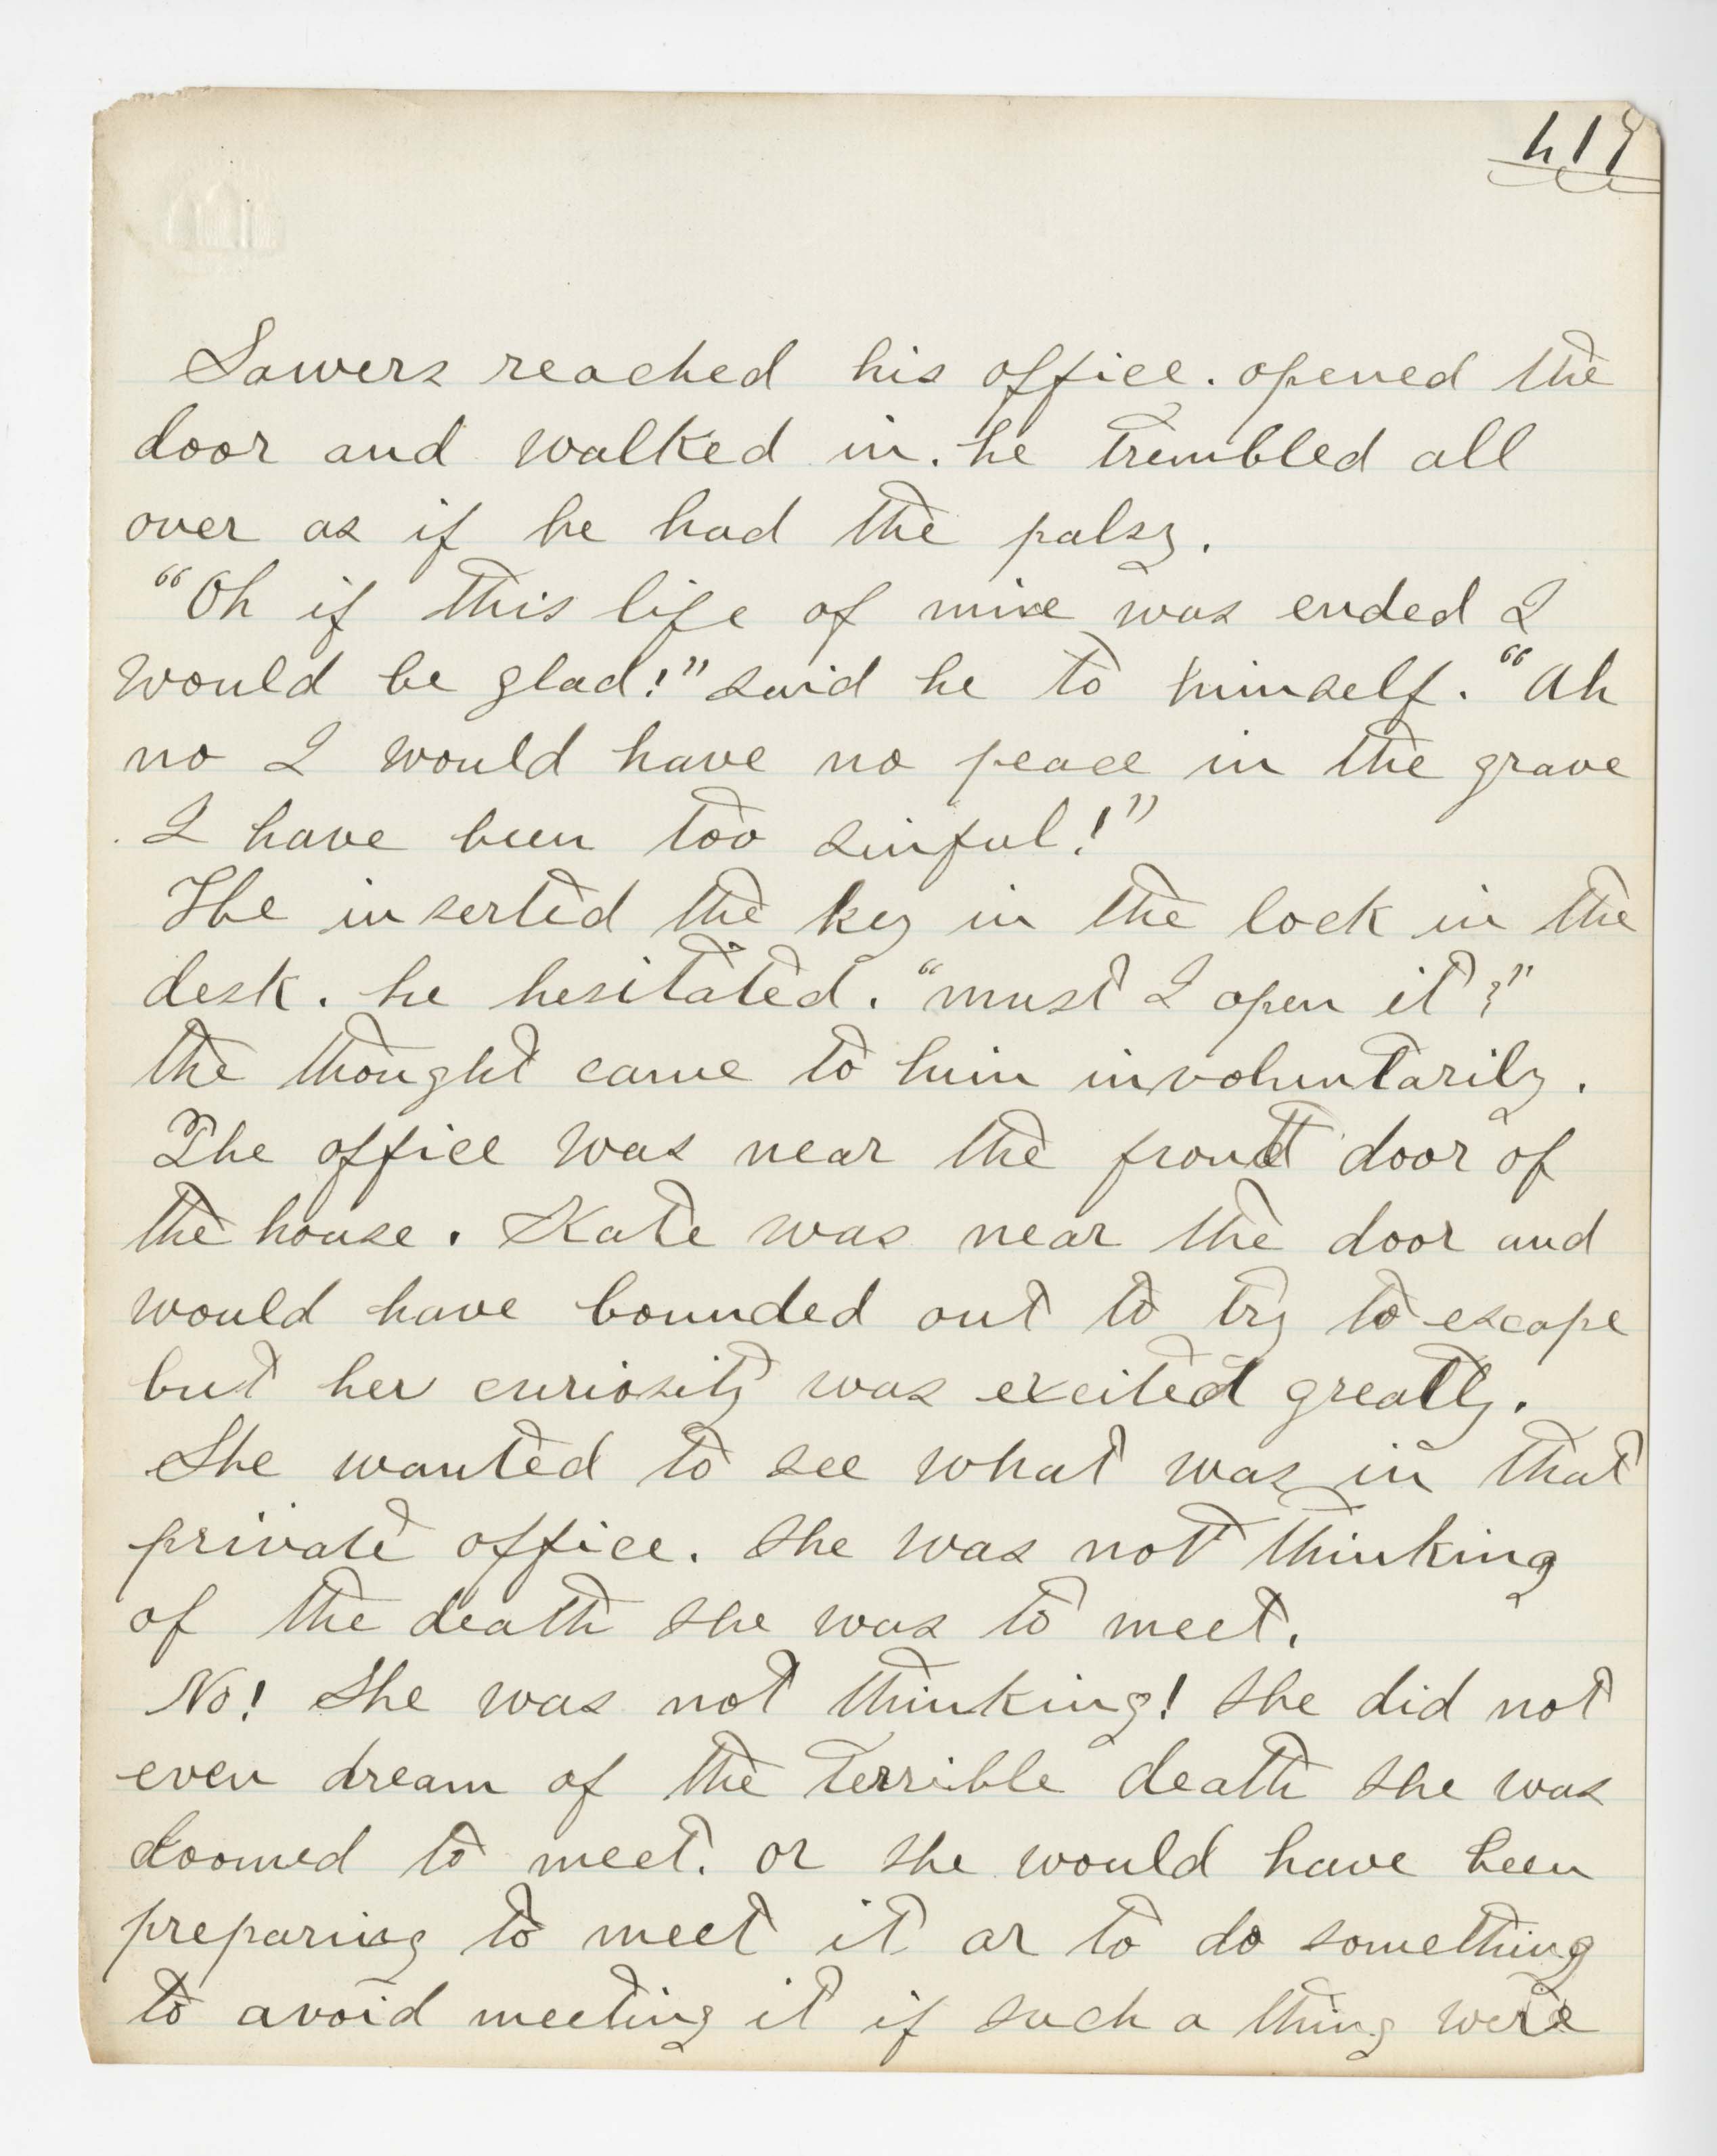 419
Sawers reached his office. opened the
door and walked in. he trembled all
over as if he had the palsy.
"Oh if this life of mine was ended I
would be glad!" said he to himself. "Ah
no I would have no peace in the grave
I have been too sinful!"
He inserted the key in the lock in the
desk. he hesitated. "must I open it?"
the thought came to him involuntarily.
The office was near the front door of
the house. Kate was near the door and
would have bounded out to try to escape
but her curiosity was excited greatly.
She wanted to see what was in that
private office. She was not thinking
of the death she was to meet.
No! She was not thinking! She did not
even dream of the terrible death she was
doomed to meet. or she would have been
preparing to meet it or to do something
to avoid meeting it if such a thing were